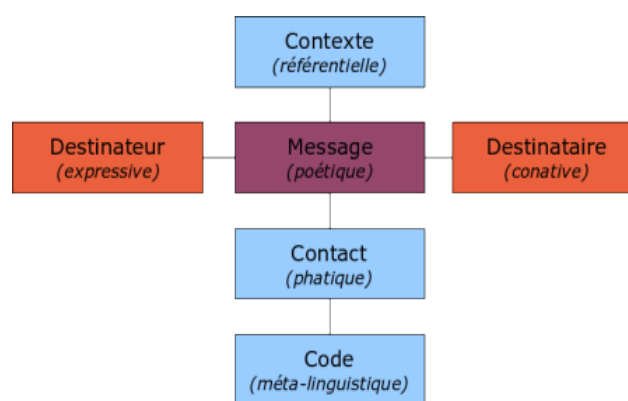 Contexte
(référentielle)
Destinateur
(expressive)
Message
(poétique)
Destinataire
(conative)
Contact
(phatique)
Code
(méta-linguistique)